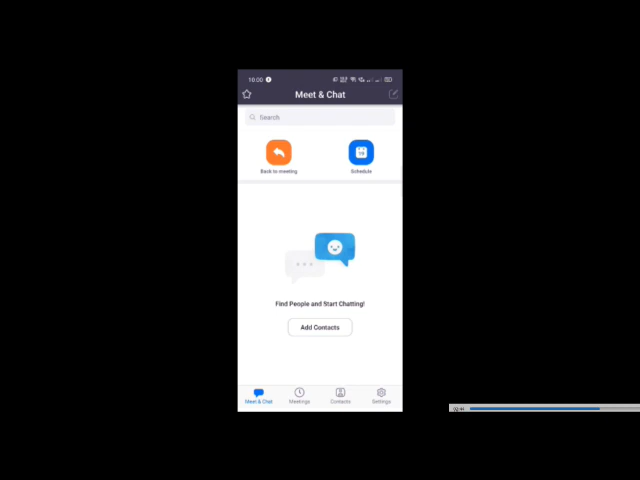 10:00
Meet & Chat
Search
Back to meeting
Schedule
Find People and Start Chatting!
Add Contacts
Meet & Chat
Meetings
Contacts
Settings